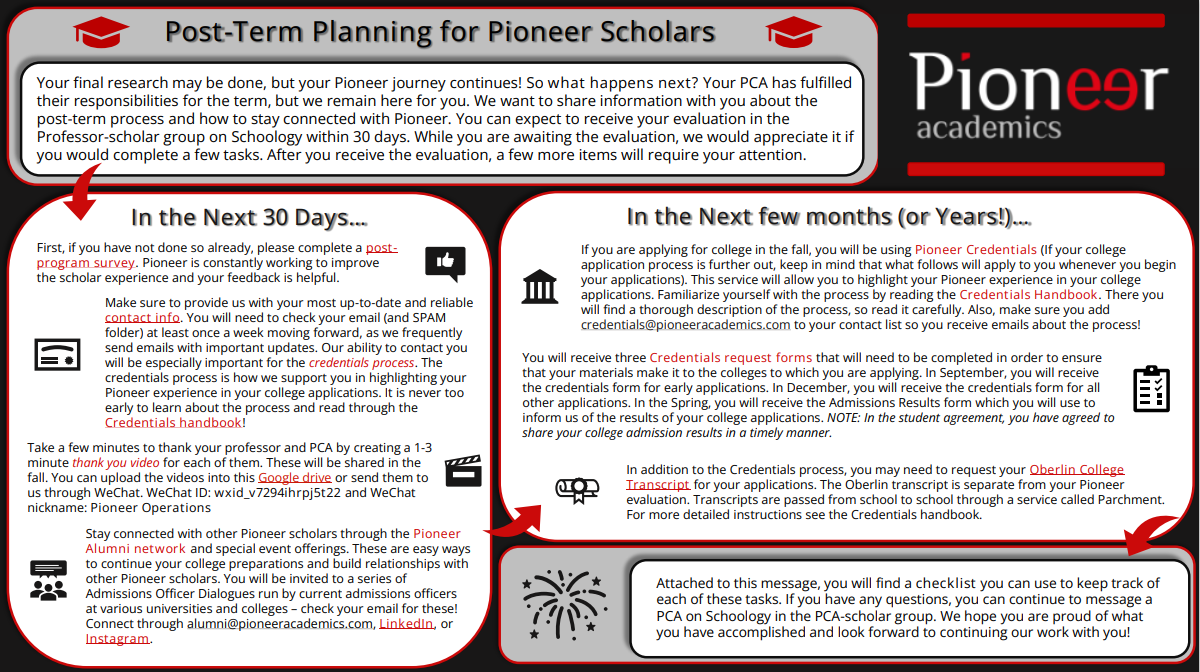 Post-Term Planning for Pioneer Scholars
Your final research may be done, but your Pioneer journey continues! So what happens next? Your PCA has fulfilled
their responsibilities for the term, but we remain here for you. We want to share information with you about the
post-term process and how to stay connected with Pioneer. You can expect to receive your evaluation in the
Professor-scholar group on Schoology within 30 days. While you are awaiting the evaluation, we would appreciate it if
you would complete a few tasks. After you receive the evaluation, a few more items will require your attention.
Pioneer
academics
In the Next 30 Days...
First, if you have not done so already, please complete a post-
program survey. Pioneer is constantly working to improve
the scholar experience and your feedback is helpful.
Make sure to provide us with your most up-to-date and reliable
contact info. You will need to check your email (and SPAM
folder) at least once a week moving forward, as we frequently
send emails with important updates. Our ability to contact you
will be especially important for the credentials process. The
credentials process is how we support you in highlighting your
Pioneer experience in your college applications. It is never too
early to learn about the process and read through the
Credentials handbook!
Take a few minutes to thank your professor and PCA by creating a 1-3
minute thank you video for each of them. These will be shared in the
fall. You can upload the videos into this Google drive or send them to
us through WeChat. WeChat ID: wxid_v7294ihrpj5t22 and WeChat
nickname: Pioneer Operations
Stay connected with other Pioneer scholars through the Pioneer
Alumni network and special event offerings. These are easy ways
to continue your college preparations and build relationships with
other Pioneer scholars. You will be invited to a series of
Admissions Officer Dialogues run by current admissions officers
at various universities and colleges – check your email for these!
Connect through alumni@pioneeracademics.com, LinkedIn, or
Instagram.
In the Next few months (or Years!)...
If you are applying for college in the fall, you will be using Pioneer Credentials (If your college
application process is further out, keep in mind that what follows will apply to you whenever you begin
your applications). This service will allow you to highlight your Pioneer experience in your college
applications. Familiarize yourself with the process by reading the Credentials Handbook. There you
will find a thorough description of the process, so read it carefully. Also, make sure you add
credentials@pioneeracademics.com to your contact list so you receive emails about the process!
You will receive three Credentials request forms that will need to be completed in order to ensure
that your materials make it to the colleges to which you are applying. In September, you will receive
the credentials form for early applications. In December, you will receive the credentials form for all
other applications. In the Spring, you will receive the Admissions Results form which you will use to
inform us of the results of your college applications. NOTE: In the student agreement, you have agreed to
share your college admission results in a timely manner.
In addition to the Credentials process, you may need to request your Oberlin College
Transcript for your applications. The Oberlin transcript is separate from your Pioneer
evaluation. Transcripts are passed from school to school through a service called Parchment.
For more detailed instructions see the Credentials handbook.
Attached to this message, you will find a checklist you can use to keep track of
each of these tasks. If you have any questions, you can continue to message a
PCA on Schoology in the PCA-scholar group. We hope you are proud of what
you have accomplished and look forward to continuing our work with you!